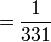 = 1/331